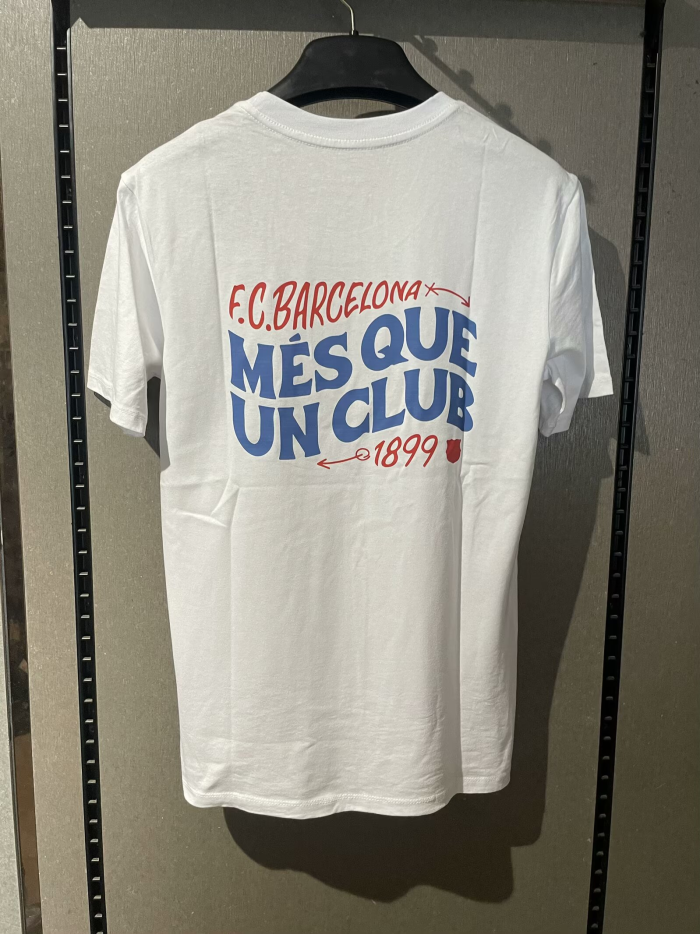 F.C.BARCELONA
MÉS QUE
UN CLUB
1899